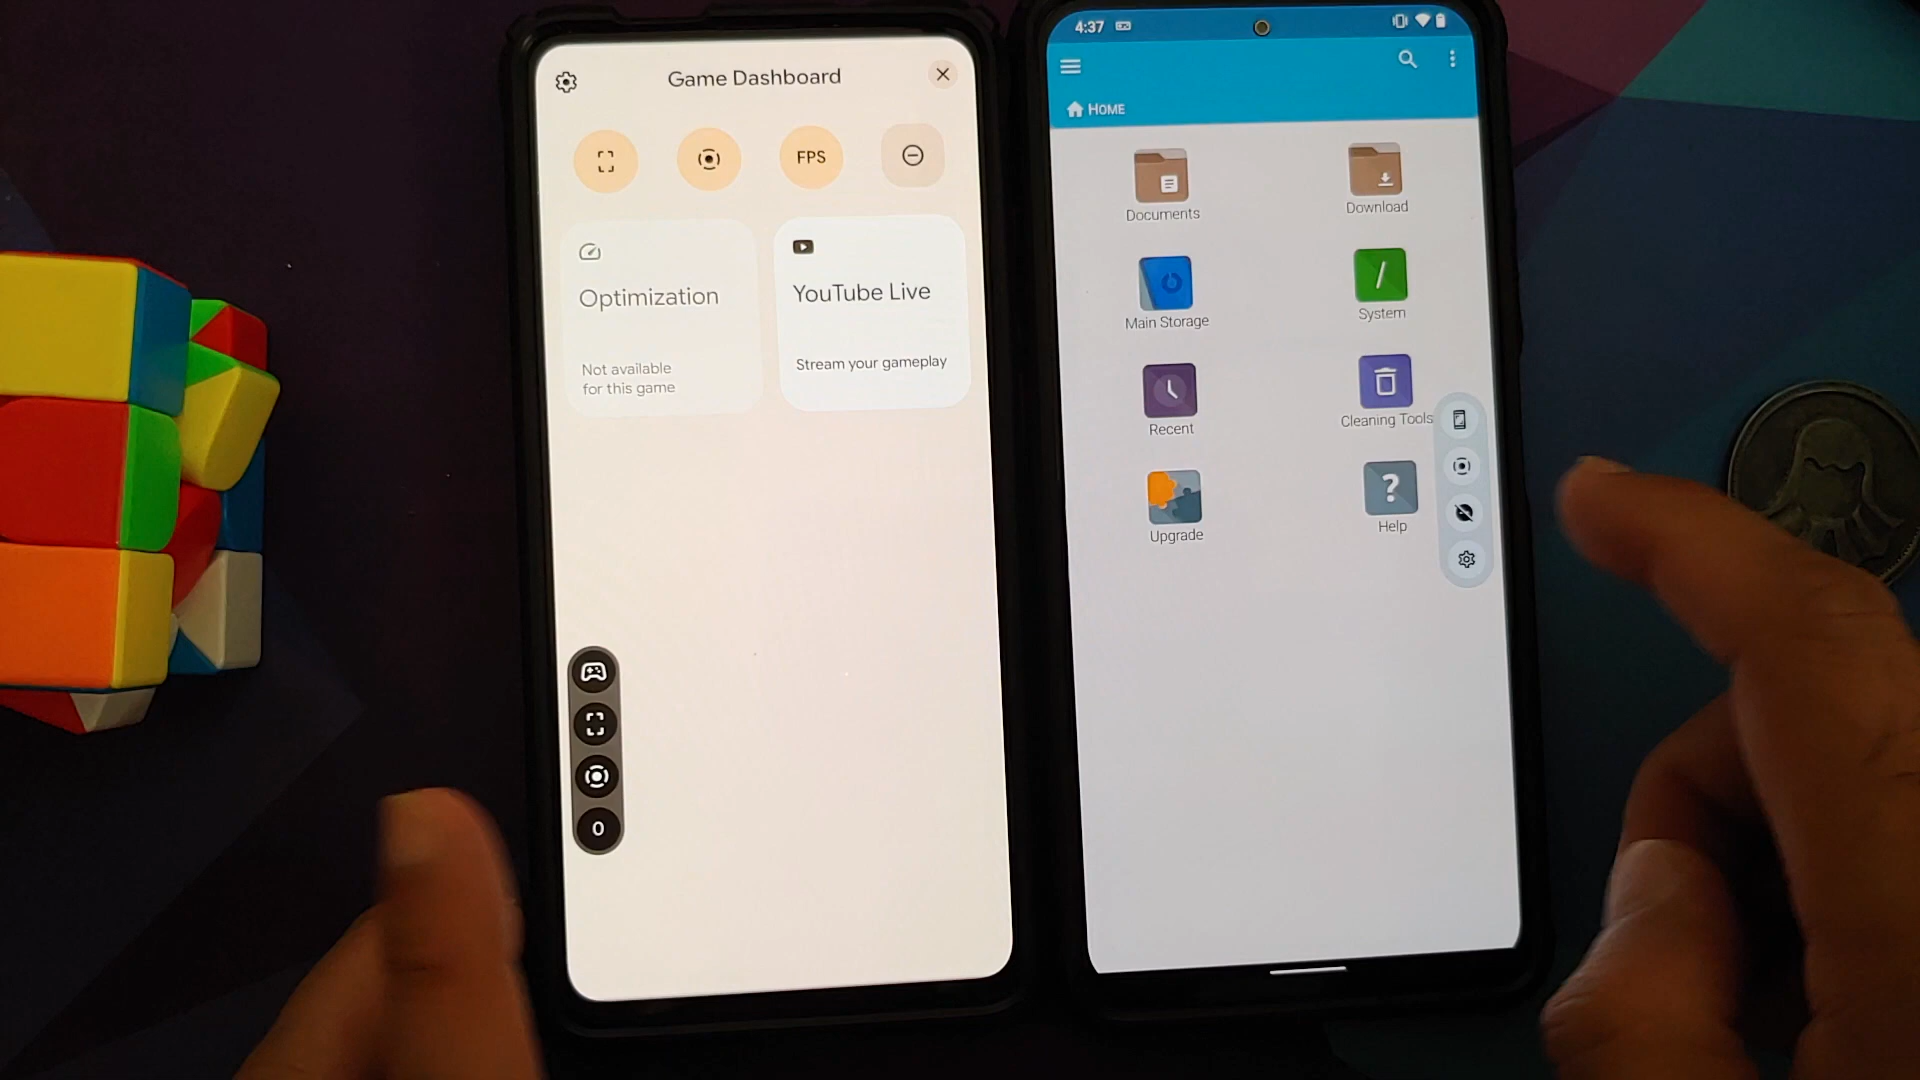 Game Dashboard
FPS
Optimization
Not available
for this game
YouTube Live
Stream your gameplay
0
4:37
HOME
Documents
Download
Main Storage
System
Recent
Cleaning Tools
Upgrade
?
Help